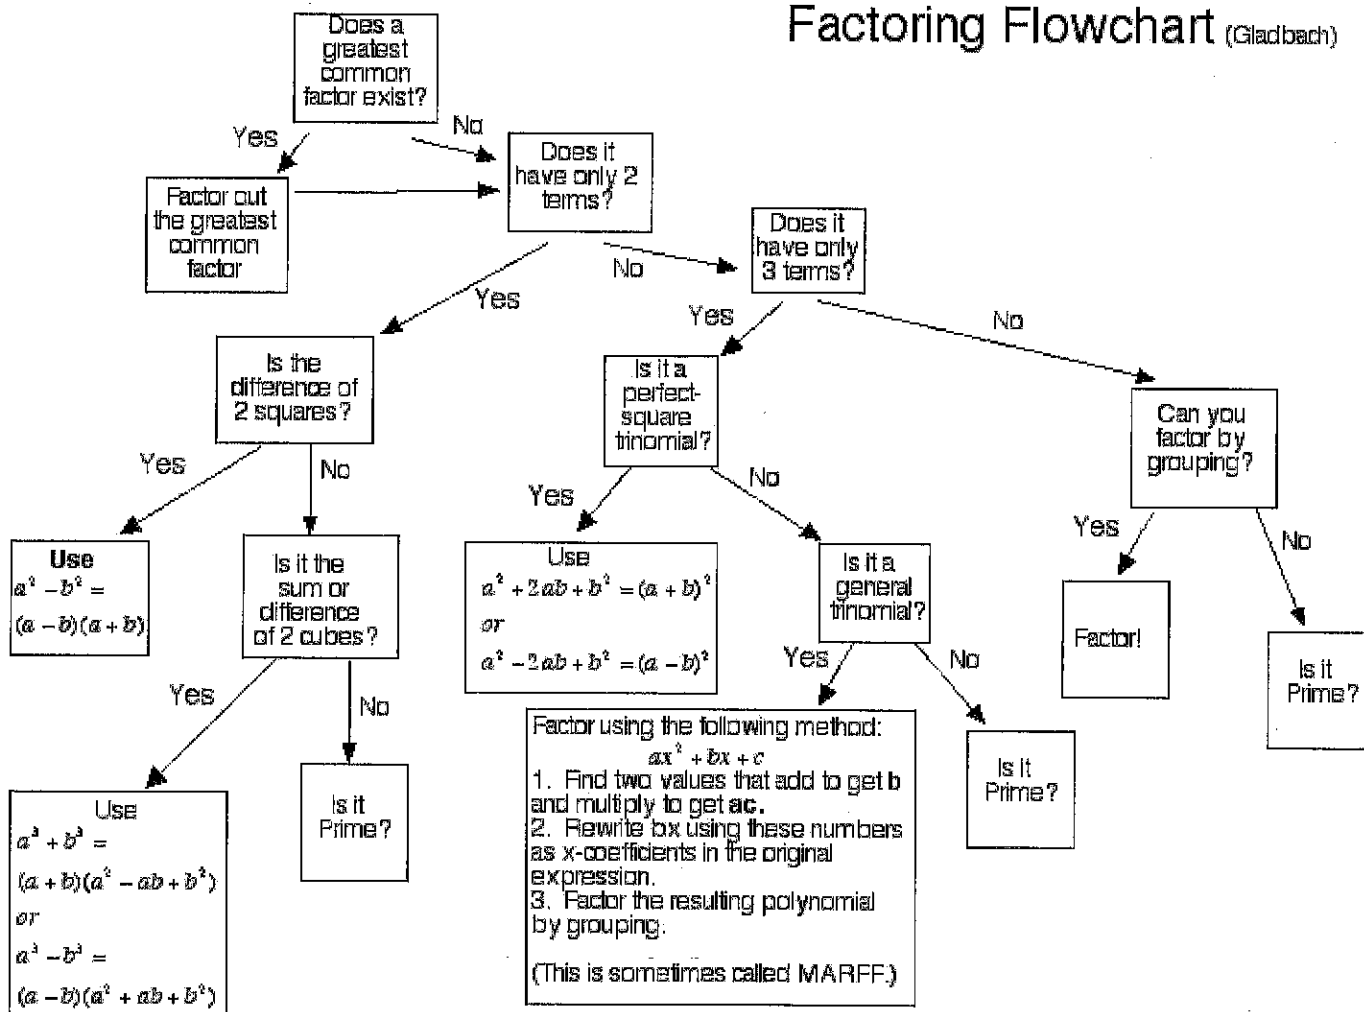 Factoring Flowchart (Gladbach)
Does a
greatest
common
factor exist?
Yes
No
Factor out
the greatest
common
factor
Does it
have only 2
terms?
Yes
No
Does it
have only
3 terms?
Yes
No
Is the
difference of
2 squares?
Yes
No
Is it a
perfect-
square
trinomial?
Yes
No
Can you
factor by
grouping?
Yes
No
Use
a² − b² =
(a − b)(a + b)
Is it the
sum or
difference
of 2 cubes?
Yes
No
Use
a² + 2ab + b² = (a + b)²
or
a² − 2ab + b² = (a − b)²
Is it a
general
trinomial?
Yes
No
Factor!
Is it
Prime?
Use
a³ + b³ =
(a + b)(a² − ab + b²)
or
a³ − b³ =
(a − b)(a² + ab + b²)
Is it
Prime?
Factor using the following method:
ax² + bx + c
1. Find two values that add to get b
and multiply to get ac.
2. Rewrite bx using these numbers
as x-coefficients in the original
expression.
3. Factor the resulting polynomial
by grouping.
(This is sometimes called MARFF.)
Is it
Prime?